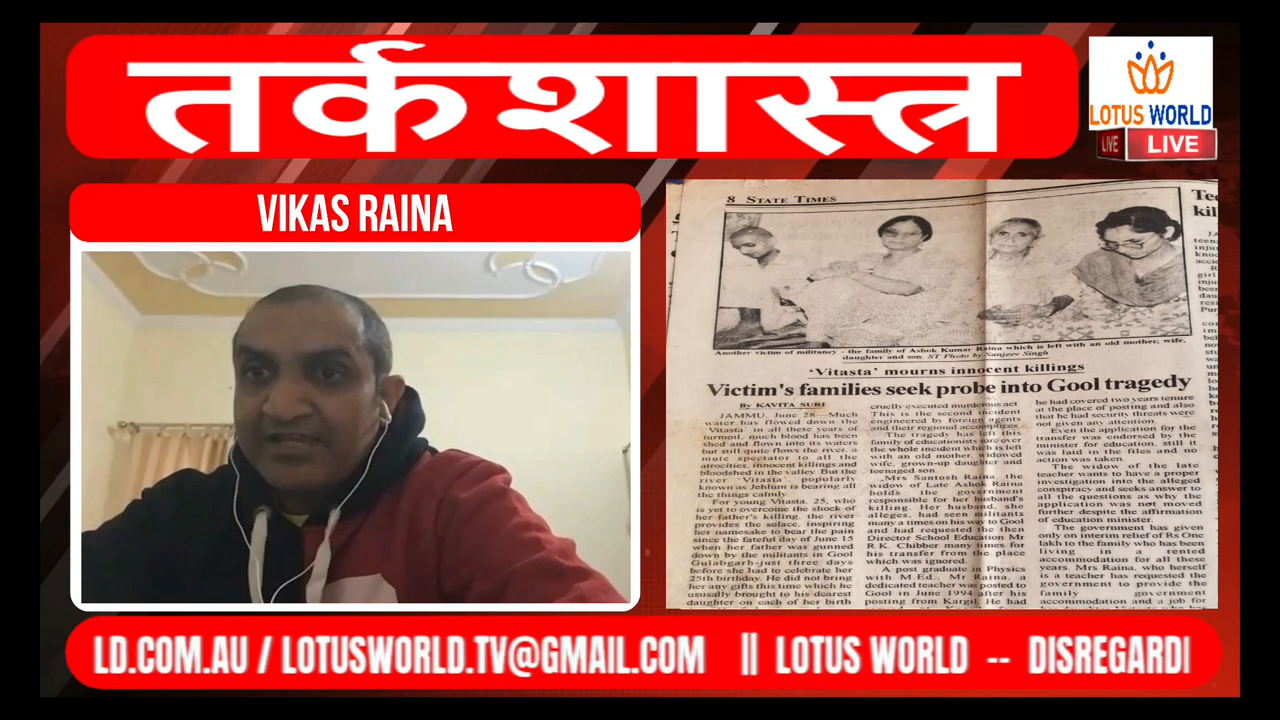 तर्कशास्त्र
LOTUS WORLD
LIVE LIVE
VIKAS RAINA
8 STATE TIMES
Another victim of militancy - the family of Ashok Kumar Raina which is left with an old mother, wife,
daughter and son. ST Photo by Sanjeev Singh
'Vitasta' mourns innocent killings
Victim's families seek probe into Gool tragedy
By KAVITA SURI
JAMMU, June 28—Much
water has flowed down the
'Vitasta' in all these years of
turmoil, much blood has been
shed and flown into its waters
but still quite flows the river, a
mute spectator to all the
atrocities, innocent killings and
bloodshed in the valley. But the
river 'Vitasta' popularly
known as Jehlum is bearing all
the things calmly.
For young Vitasta, 25, who
is yet to overcome the shock of
her father's killing, the river
provides the solace, inspiring
her namesake to bear the pain
since the fateful day of June 15
when her father was gunned
down by the militants in Gool
Gulabgarh-just three days
before she had to celebrate her
25th birthday. He did not bring
her any gifts this time which he
ususally brought to his dearest
daughter on each of her birth
cruelly executed murderous act
This is the second incident
engineered by foreign agents
and their regional accomplices.
The tragedy has left this
family of educationists sore over
the whole incident which is left
with an old mother, widowed
wife, grown-up daughter and
teenaged son.
Mrs Santosh Raina, the
widow of Late Ashok Raina
holds the government
responsible for her husband's
killing. Her husband, she
alleges, had seen militants
many a times on his way to Gool
and had requested the then
Director School Education Mr
R.K. Chibber many times for
his transfer from the place
which was ignored.
A post graduate in Physics
with M.Ed., Mr Raina, a
dedicated teacher was posted to
Gool in June 1994 after his
posting from Kargil. He had
he had covered two years tenure
at the place of posting and also
that he had security threats were
not given any attention.
Even the application for the
transfer was endorsed by the
minister for education, still it
was laid in the files and no
action was taken.
The widow of the late
teacher wants to have a proper
investigation into the alleged
conspiracy and seeks answer to
all the questions as why the
application was not moved
further despite the affirmation
of education minister.
The government has given
only on interim relief of Rs One
lakh to the family who has been
living in a rented
accommodation for all these
years. Mrs Raina, who herself
is a teacher has requested the
government to provide the
family government
accommodation and a job for
LD.COM.AU / LOTUSWORLD.TV@GMAIL.COM || LOTUS WORLD -- DISREGARDI